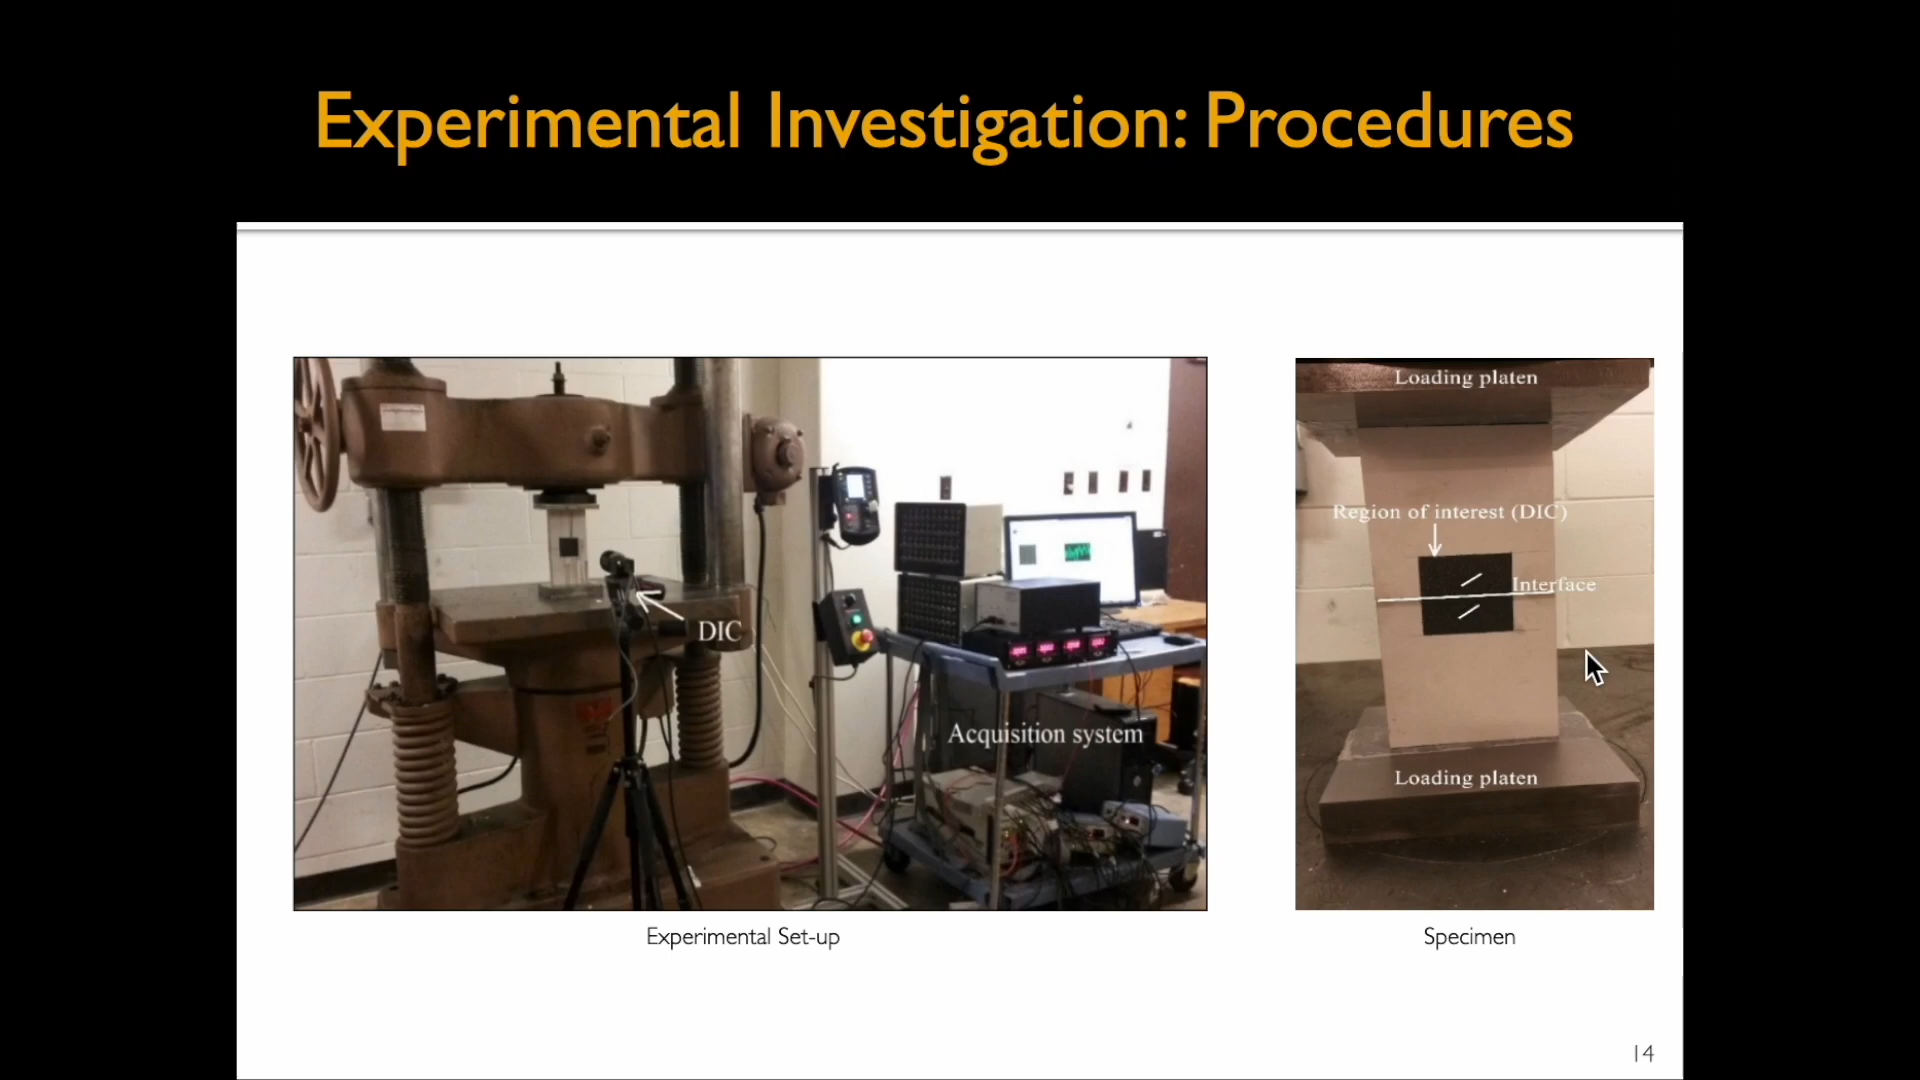 Experimental Investigation: Procedures
DIC
Acquisition system
Experimental Set-up
Loading platen
Region of interest (DIC)
Interface
Loading platen
Specimen
14